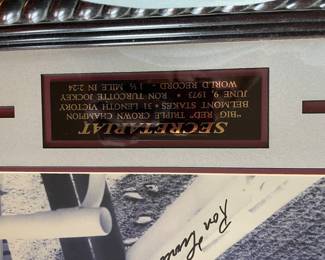 SECRETARIAT
"BIG RED" TRIPLE CROWN CHAMPION
BELMONT STAKES • 31 LENGTH VICTORY
JUNE 9, 1973 • RON TURCOTTE JOCKEY
WORLD RECORD • 1 ½ MILE IN 2:24
Ron